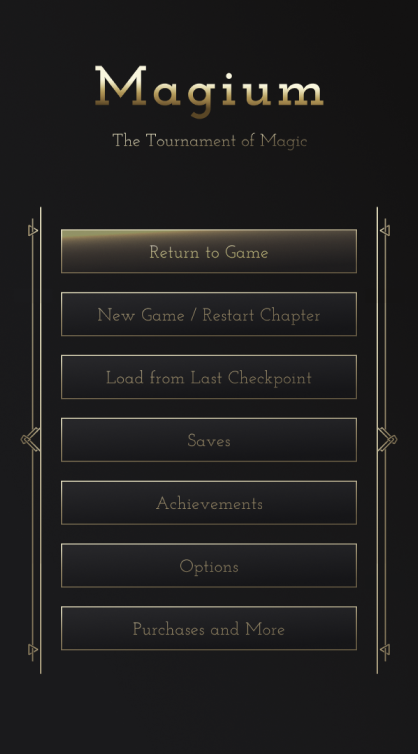 Magium
The Tournament of Magic
Return to Game
New Game / Restart Chapter
Load from Last Checkpoint
Saves
Achievements
Options
Purchases and More